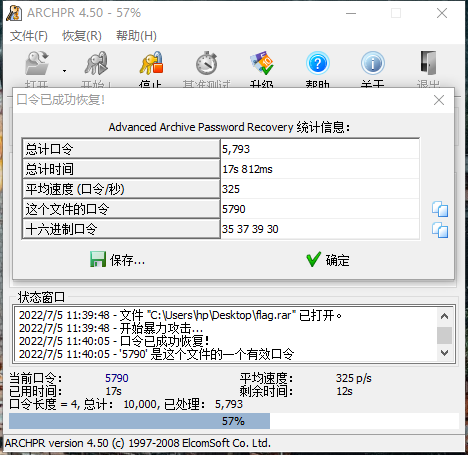 ARCHPR 4.50 - 57%
文件(F) 恢复(R) 帮助(H)
打开... 开始! 停止 基准测试 升级 帮助 关于 退出
口令已成功恢复!
Advanced Archive Password Recovery 统计信息:
总计口令 5,793
总计时间 17s 812ms
平均速度 (口令/秒) 325
这个文件的口令 5790
十六进制口令 35 37 39 30
保存... 确定
状态窗口
2022/7/5 11:39:48 - 文件 "C:\Users\hp\Desktop\flag.rar" 已打开。
2022/7/5 11:39:48 - 开始暴力攻击...
2022/7/5 11:40:05 - 口令已成功恢复!
2022/7/5 11:40:05 - '5790' 是这个文件的一个有效口令
当前口令: 5790 平均速度: 325 p/s
已用时间: 17s 剩余时间: 12s
口令长度 = 4, 总计: 10,000, 已处理: 5,793
57%
ARCHPR version 4.50 (c) 1997-2008 ElcomSoft Co. Ltd.